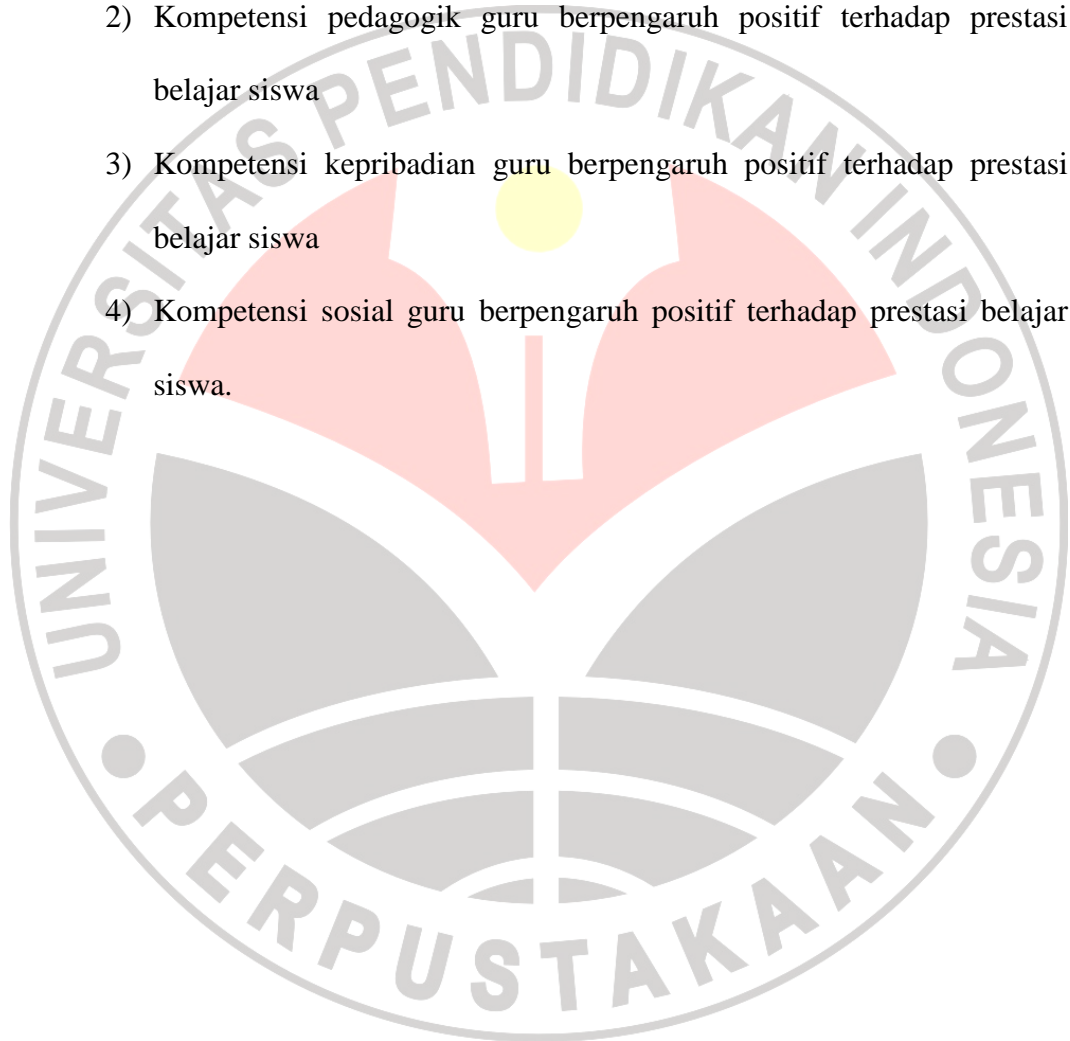 2) Kompetensi pedagogik guru berpengaruh positif terhadap prestasi
belajar siswa
3) Kompetensi kepribadian guru berpengaruh positif terhadap prestasi
belajar siswa
4) Kompetensi sosial guru berpengaruh positif terhadap prestasi belajar
siswa.
UNIVERSITAS PENDIDIKAN INDONESIA
PERPUSTAKAAN